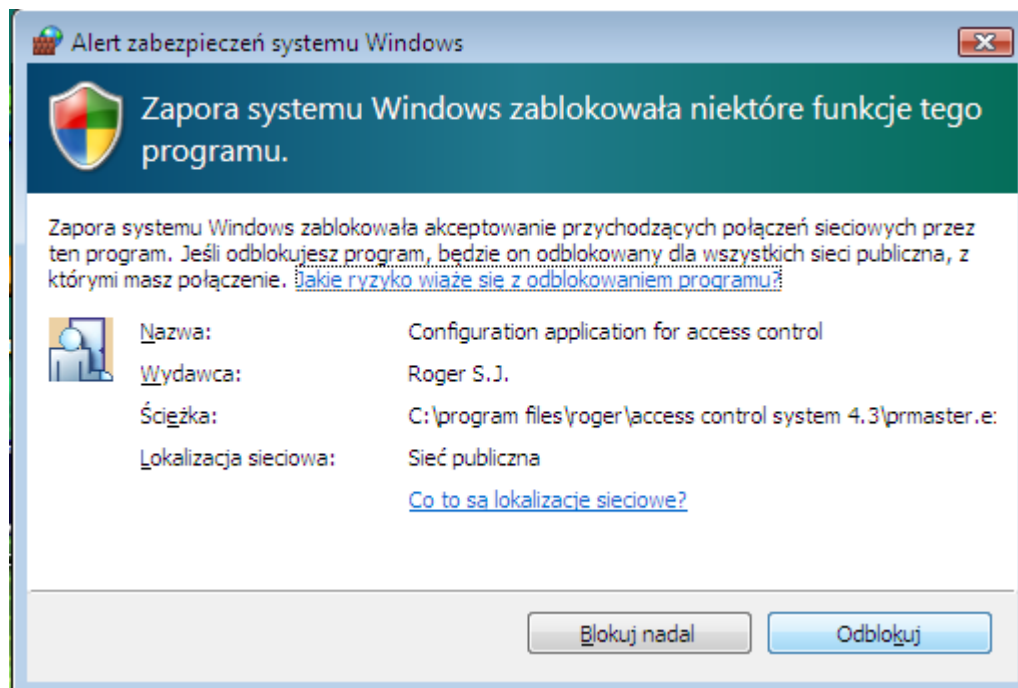 Alert zabezpieczeń systemu Windows
Zapora systemu Windows zablokowała niektóre funkcje tego
programu.
Zapora systemu Windows zablokowała akceptowanie przychodzących połączeń sieciowych przez
ten program. Jeśli odblokujesz program, będzie on odblokowany dla wszystkich sieci publiczna, z
którymi masz połączenie. Jakie ryzyko wiąże się z odblokowaniem programu?
Nazwa: Configuration application for access control
Wydawca: Roger S.J.
Ścieżka: C:\program files\roger\access control system 4.3\prmaster.e
Lokalizacja sieciowa: Sieć publiczna
Co to są lokalizacje sieciowe?
Blokuj nadal Odblokuj